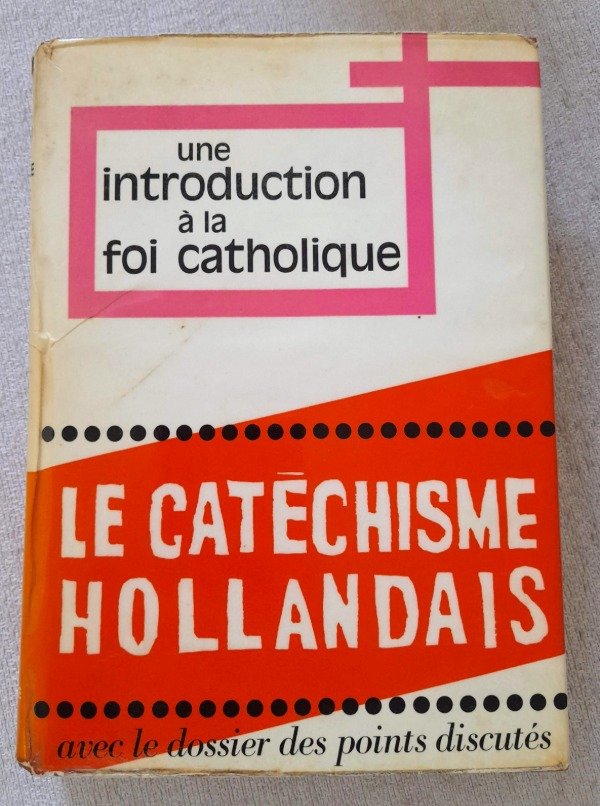 une
introduction
à la
foi catholique
LE CATÉCHISME
HOLLANDAIS
avec le dossier des points discutés